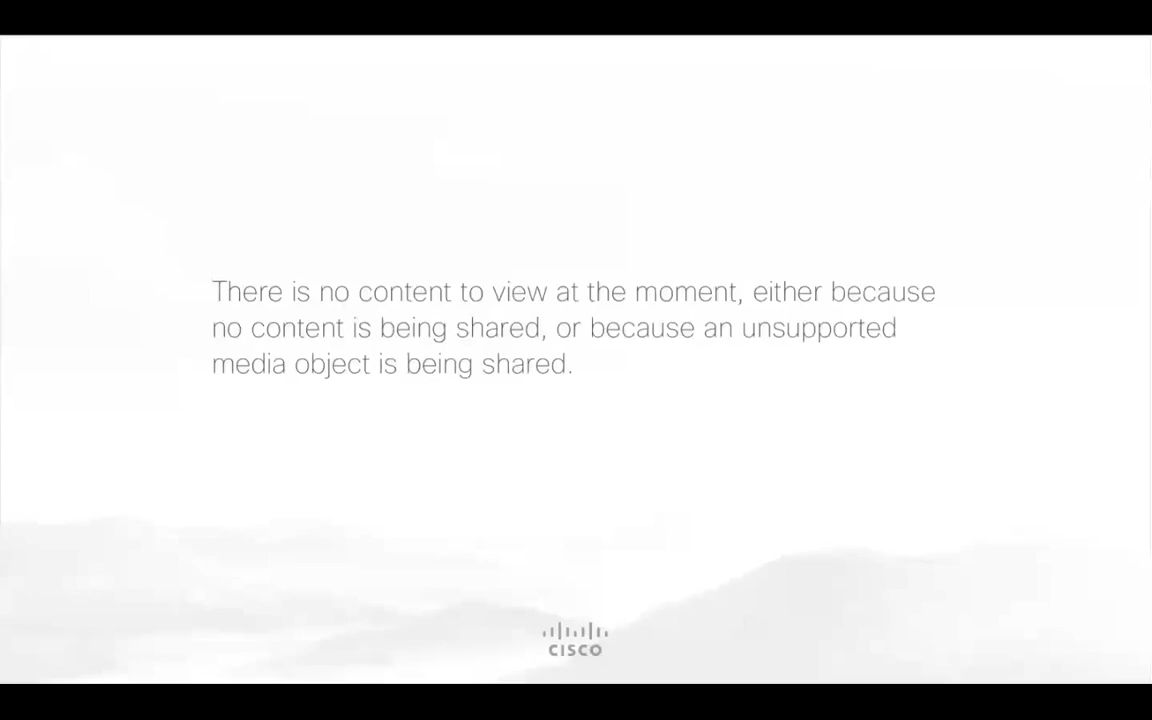 There is no content to view at the moment, either because
no content is being shared, or because an unsupported
media object is being shared.
CISCO